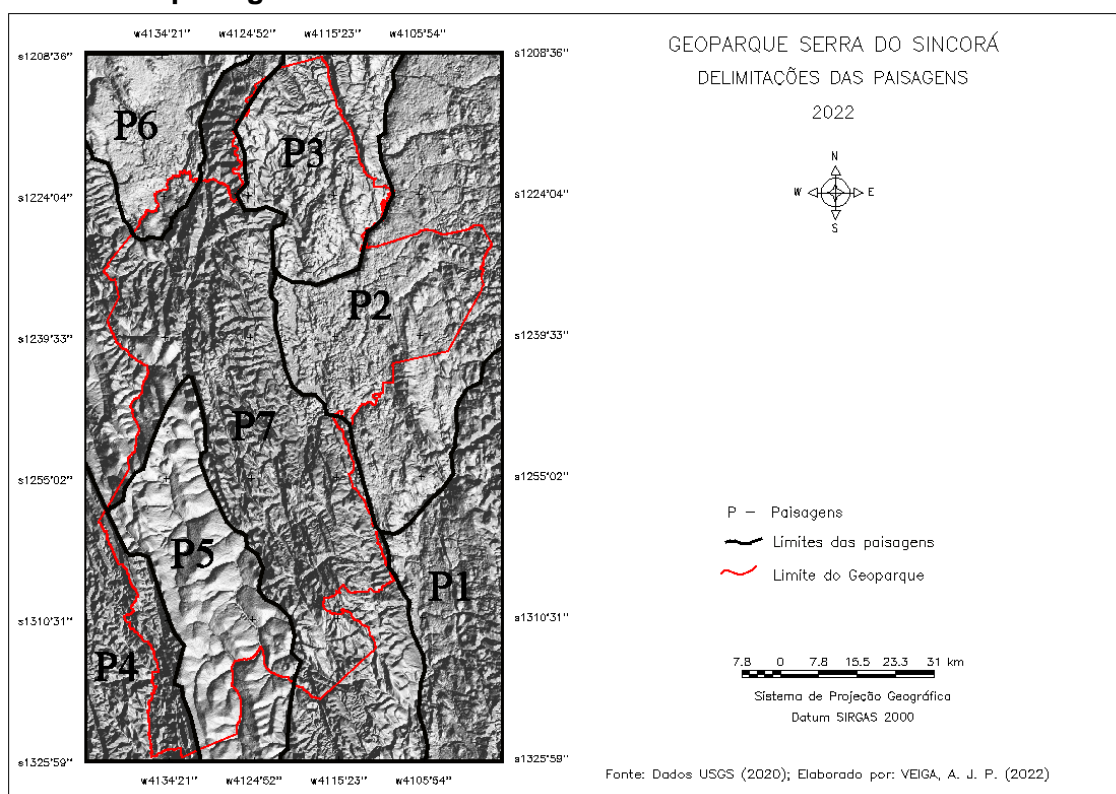 w4134'21" w4124'52" w4115'23" w4105'54"
s1208'36" s1208'36"
s1224'04" s1224'04"
s1239'33" s1239'33"
s1255'02" s1255'02"
s1310'31" s1310'31"
s1325'59" s1325'59"
w4134'21" w4124'52" w4115'23" w4105'54"
P6
P3
P2
P7
P5
P1
P4
GEOPARQUE SERRA DO SINCORÁ
DELIMITAÇÕES DAS PAISAGENS
2022
N
W E
S
P – Paisagens
Limites das paisagens
Limite do Geoparque
7.8 0 7.8 15.5 23.3 31 km
Sistema de Projeção Geográfica
Datum SIRGAS 2000
Fonte: Dados USGS (2020); Elaborado por: VEIGA, A. J. P. (2022)